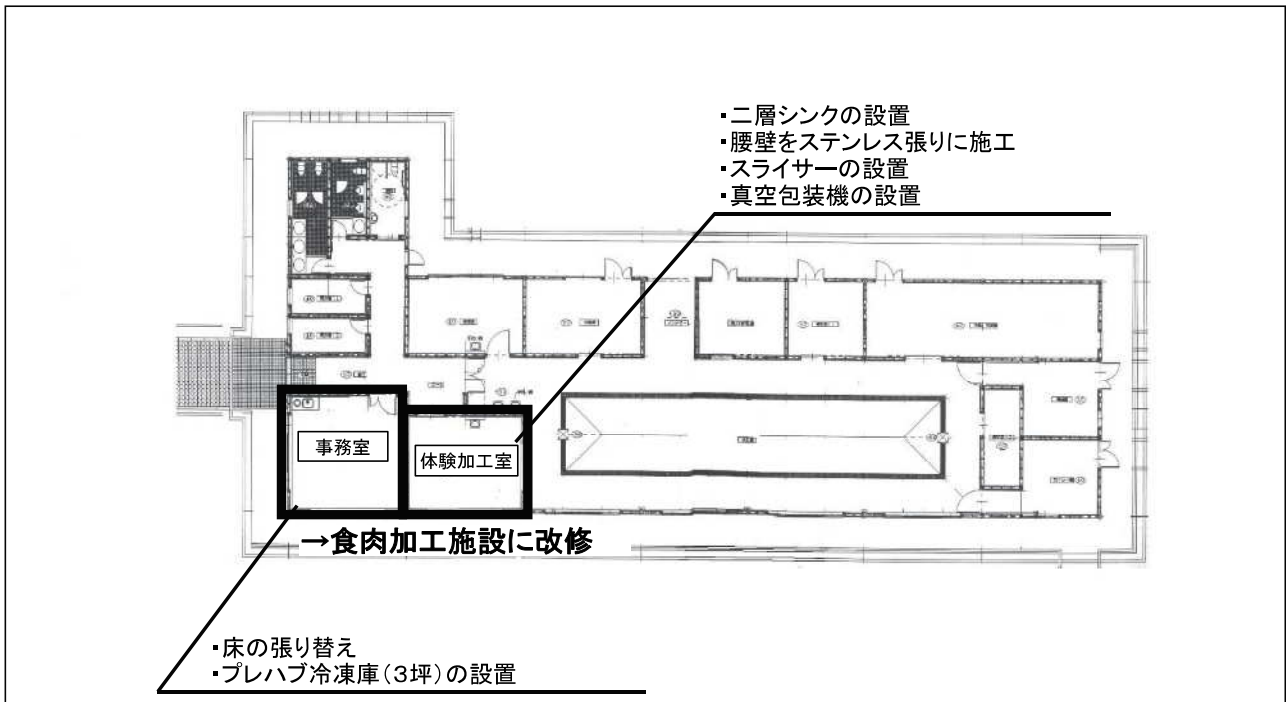 ・二層シンクの設置
・腰壁をステンレス張りに施工
・スライサーの設置
・真空包装機の設置
事務室
体験加工室
→食肉加工施設に改修
・床の張り替え
・プレハブ冷凍庫(3坪)の設置